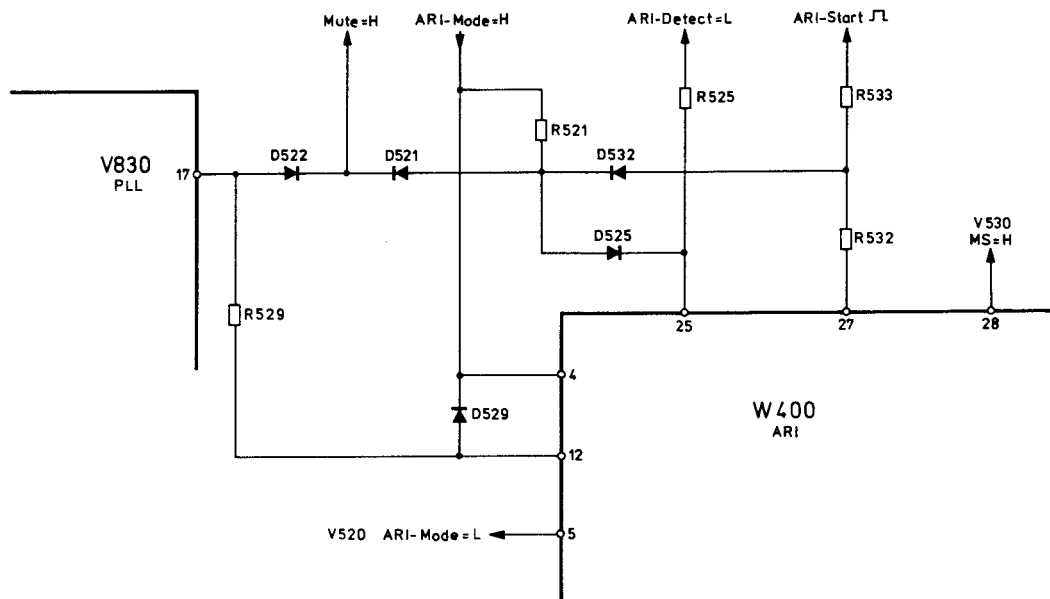 Mute=H
ARI-Mode=H
ARI-Detect=L
ARI-Start
R525
R533
R521
D522
D521
D532
V830
PLL
17
D525
R532
V530
MS=H
R529
25
27
28
4
D529
W400
ARI
12
V520 ARI-Mode=L
5